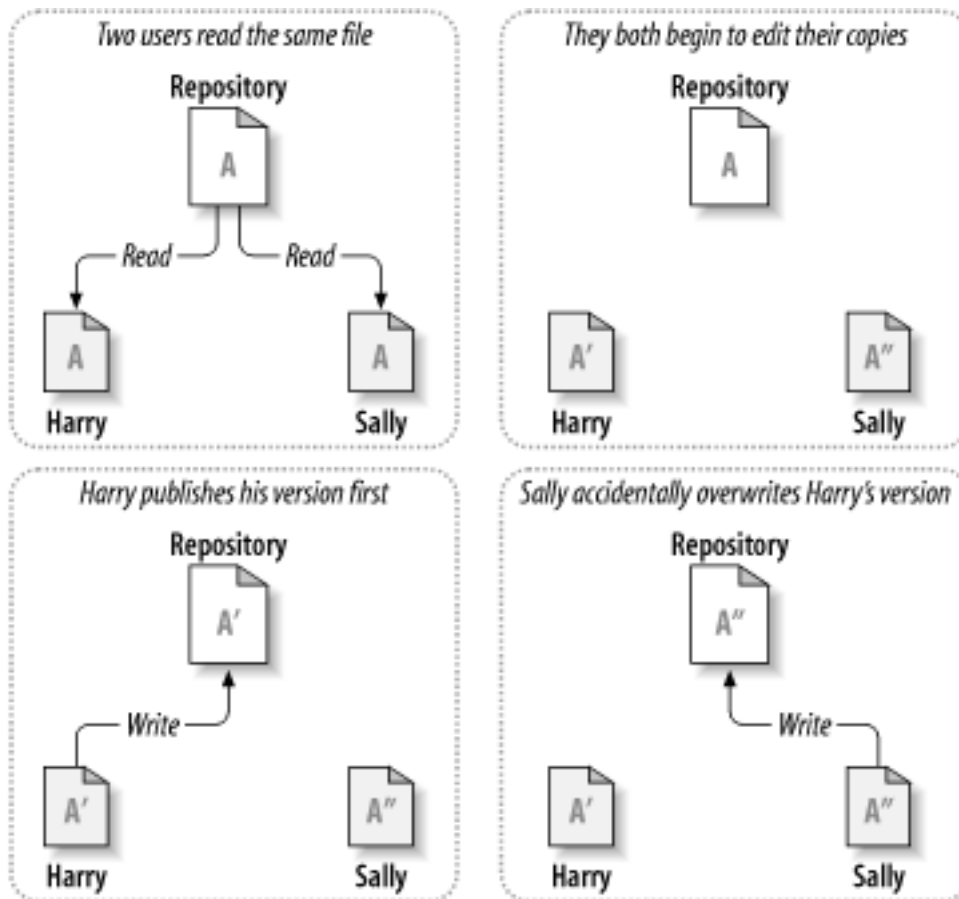 Two users read the same file
Repository
A
Read
Read
A
A
Harry
Sally
They both begin to edit their copies
Repository
A
A'
A"
Harry
Sally
Harry publishes his version first
Repository
A'
Write
A'
A"
Harry
Sally
Sally accidentally overwrites Harry's version
Repository
A"
Write
A'
A"
Harry
Sally